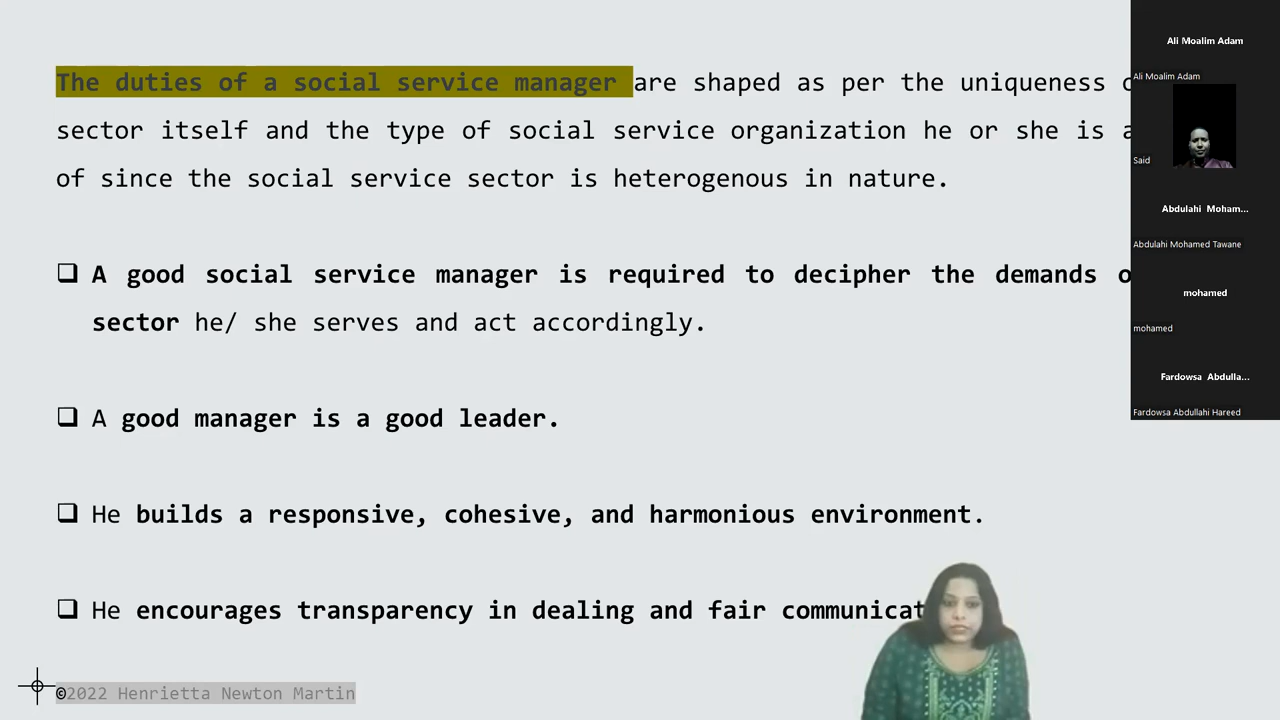 The duties of a social service manager are shaped as per the uniqueness
sector itself and the type of social service organization he or she is
of since the social service sector is heterogenous in nature.
❑ A good social service manager is required to decipher the demands
sector he/ she serves and act accordingly.
❑ A good manager is a good leader.
❑ He builds a responsive, cohesive, and harmonious environment.
❑ He encourages transparency in dealing and fair
©2022 Henrietta Newton Martin
Ali Moalim Adam
Ali Moalim Adam
Said
Abdulahi Moham...
Abdulahi Mohamed Tawane
mohamed
mohamed
Fardowsa Abdulla...
Fardowsa Abdullahi Hareed